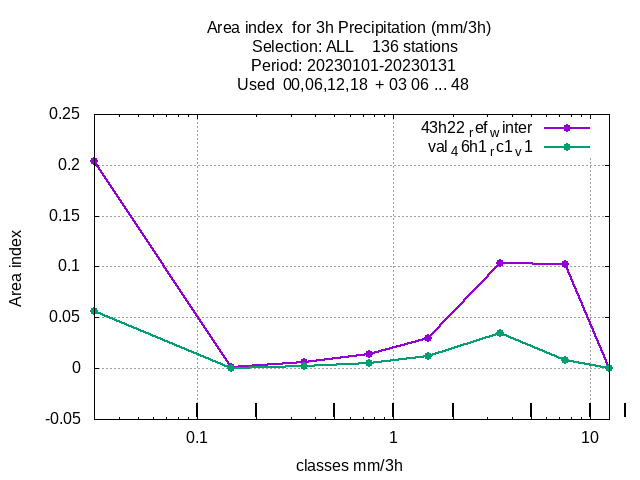 Area index  for 3h Precipitation (mm/3h)
Selection: ALL    136 stations
Period: 20230101-20230131
Used  00,06,12,18  + 03 06 ... 48
0.25
0.2
0.15
0.1
0.05
0
-0.05
Area index
43h22ref_winter
val_46h1rc1v1
0.1
1
10
classes mm/3h